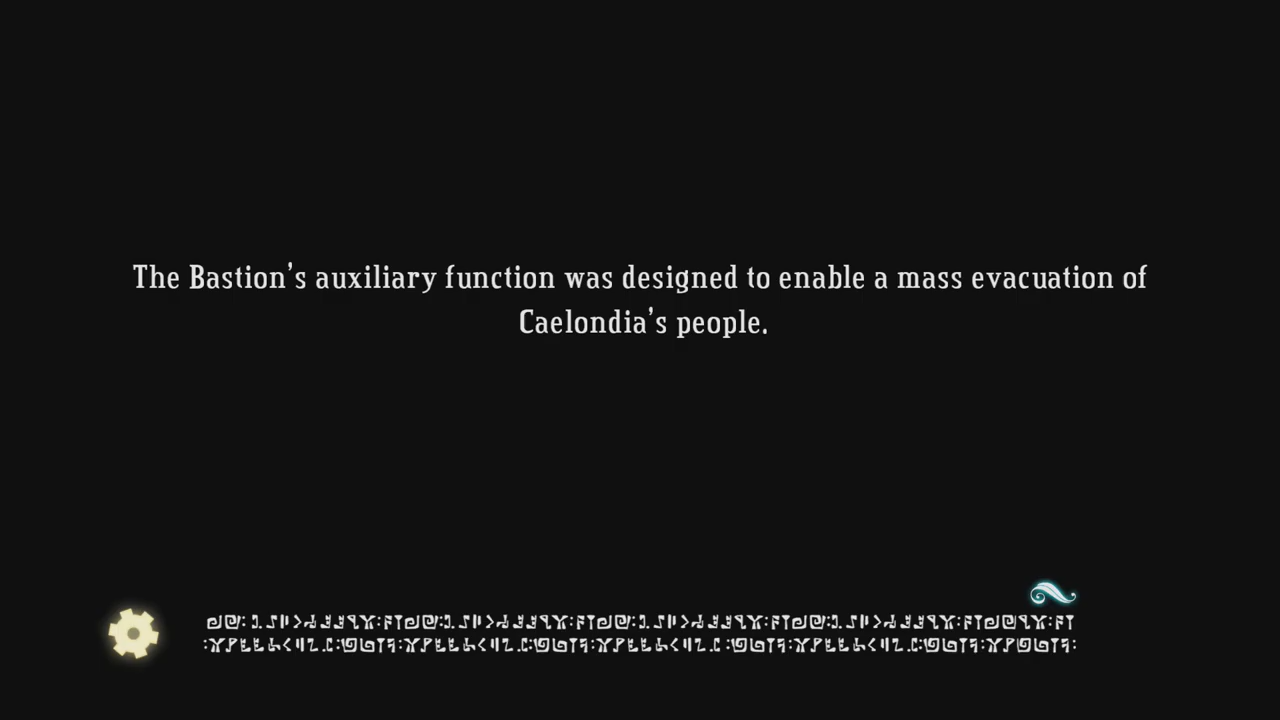 The Bastion's auxiliary function was designed to enable a mass evacuation of
Caelondia's people.